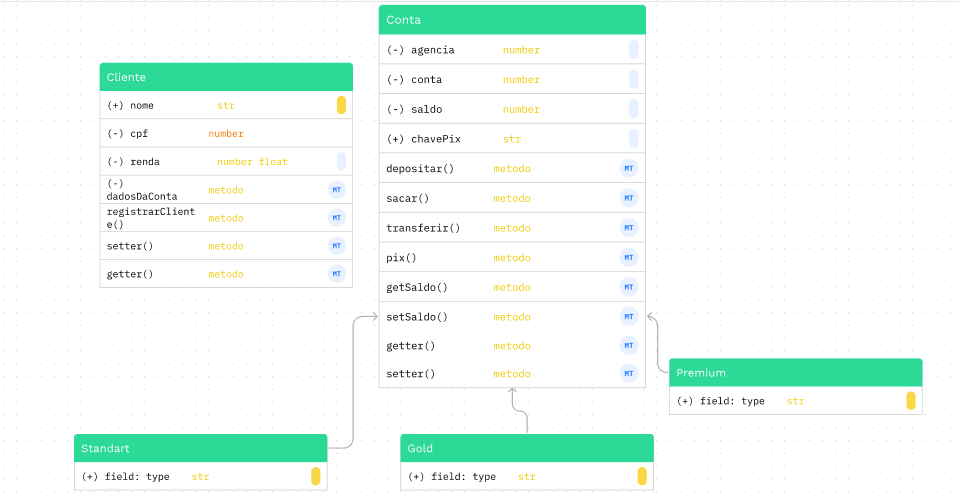 Conta
(-) agencia number
(-) conta number
(-) saldo number
(+) chavePix str
depositar() metodo MT
sacar() metodo MT
transferir() metodo MT
pix() metodo MT
getSaldo() metodo MT
setSaldo() metodo MT
getter() metodo MT
setter() metodo MT
Cliente
(+) nome str
(-) cpf number
(-) renda number float
(-)
dadosDaConta metodo MT
registrarClient
e() metodo MT
setter() metodo MT
getter() metodo MT
Premium
(+) field: type str
Standart
(+) field: type str
Gold
(+) field: type str